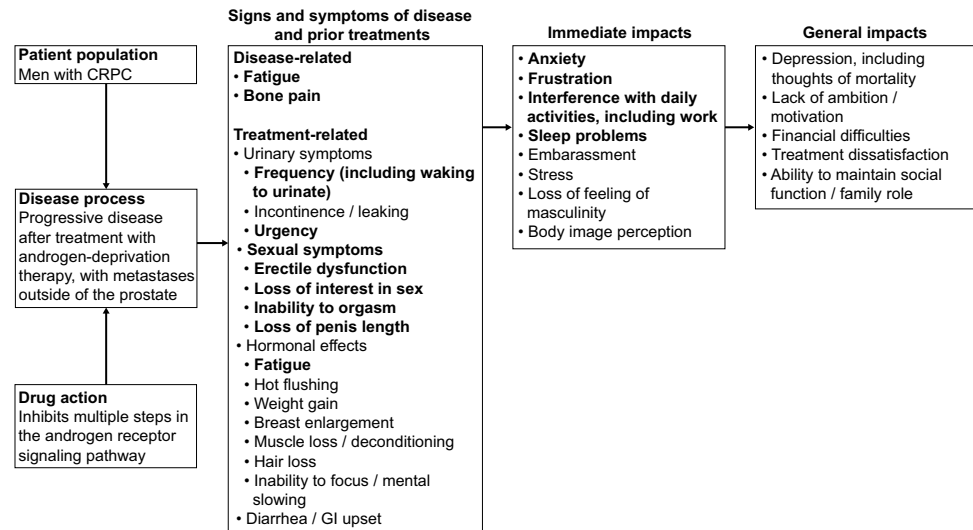 Patient population
Men with CRPC
Disease process
Progressive disease
after treatment with
androgen-deprivation
therapy, with metastases
outside of the prostate
Drug action
Inhibits multiple steps in
the androgen receptor
signaling pathway
Signs and symptoms of disease
and prior treatments
Disease-related
• Fatigue
• Bone pain
Treatment-related
• Urinary symptoms
• Frequency (including waking
to urinate)
• Incontinence / leaking
• Urgency
• Sexual symptoms
• Erectile dysfunction
• Loss of interest in sex
• Inability to orgasm
• Loss of penis length
• Hormonal effects
• Fatigue
• Hot flushing
• Weight gain
• Breast enlargement
• Muscle loss / deconditioning
• Hair loss
• Inability to focus / mental
slowing
• Diarrhea / GI upset
Immediate impacts
• Anxiety
• Frustration
• Interference with daily
activities, including work
• Sleep problems
• Embarassment
• Stress
• Loss of feeling of
masculinity
• Body image perception
General impacts
• Depression, including
thoughts of mortality
• Lack of ambition /
motivation
• Financial difficulties
• Treatment dissatisfaction
• Ability to maintain social
function / family role